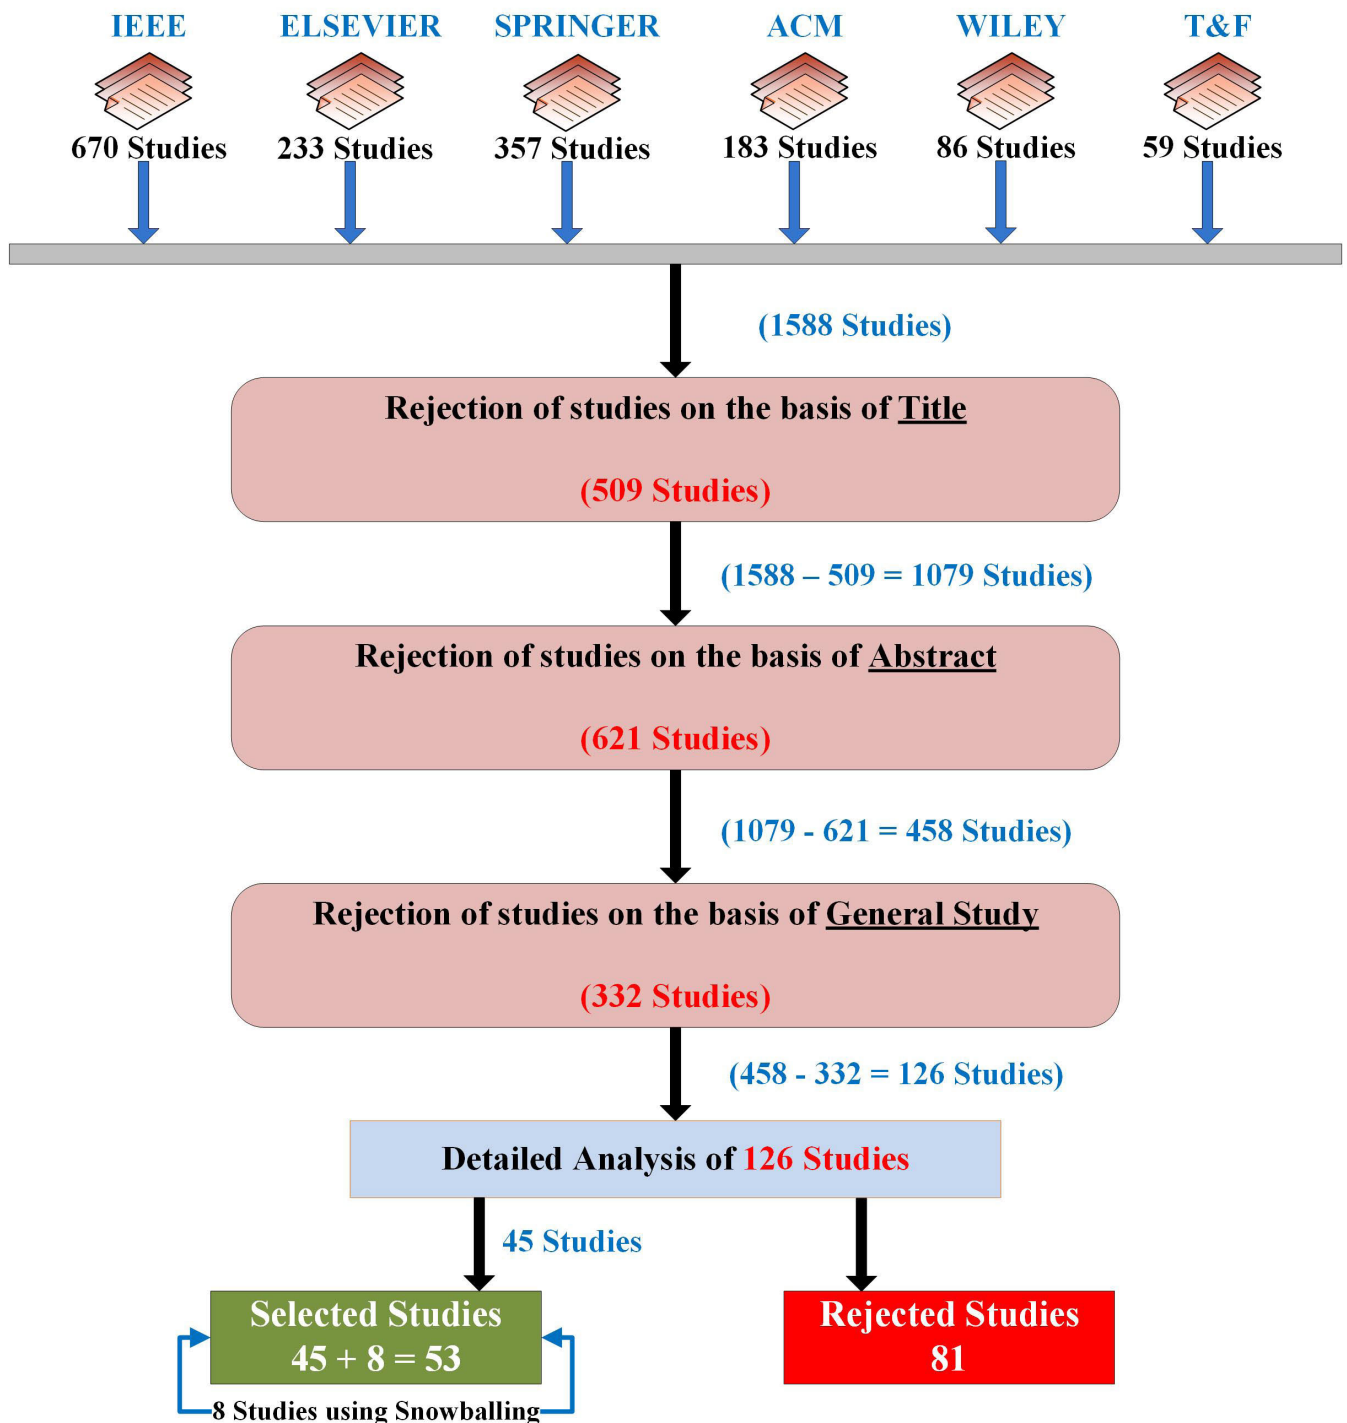 IEEE ELSEVIER SPRINGER ACM WILEY T&F
670 Studies 233 Studies 357 Studies 183 Studies 86 Studies 59 Studies
(1588 Studies)
Rejection of studies on the basis of Title
(509 Studies)
(1588 – 509 = 1079 Studies)
Rejection of studies on the basis of Abstract
(621 Studies)
(1079 - 621 = 458 Studies)
Rejection of studies on the basis of General Study
(332 Studies)
(458 - 332 = 126 Studies)
Detailed Analysis of 126 Studies
45 Studies
Selected Studies
45 + 8 = 53
8 Studies using Snowballing
Rejected Studies
81